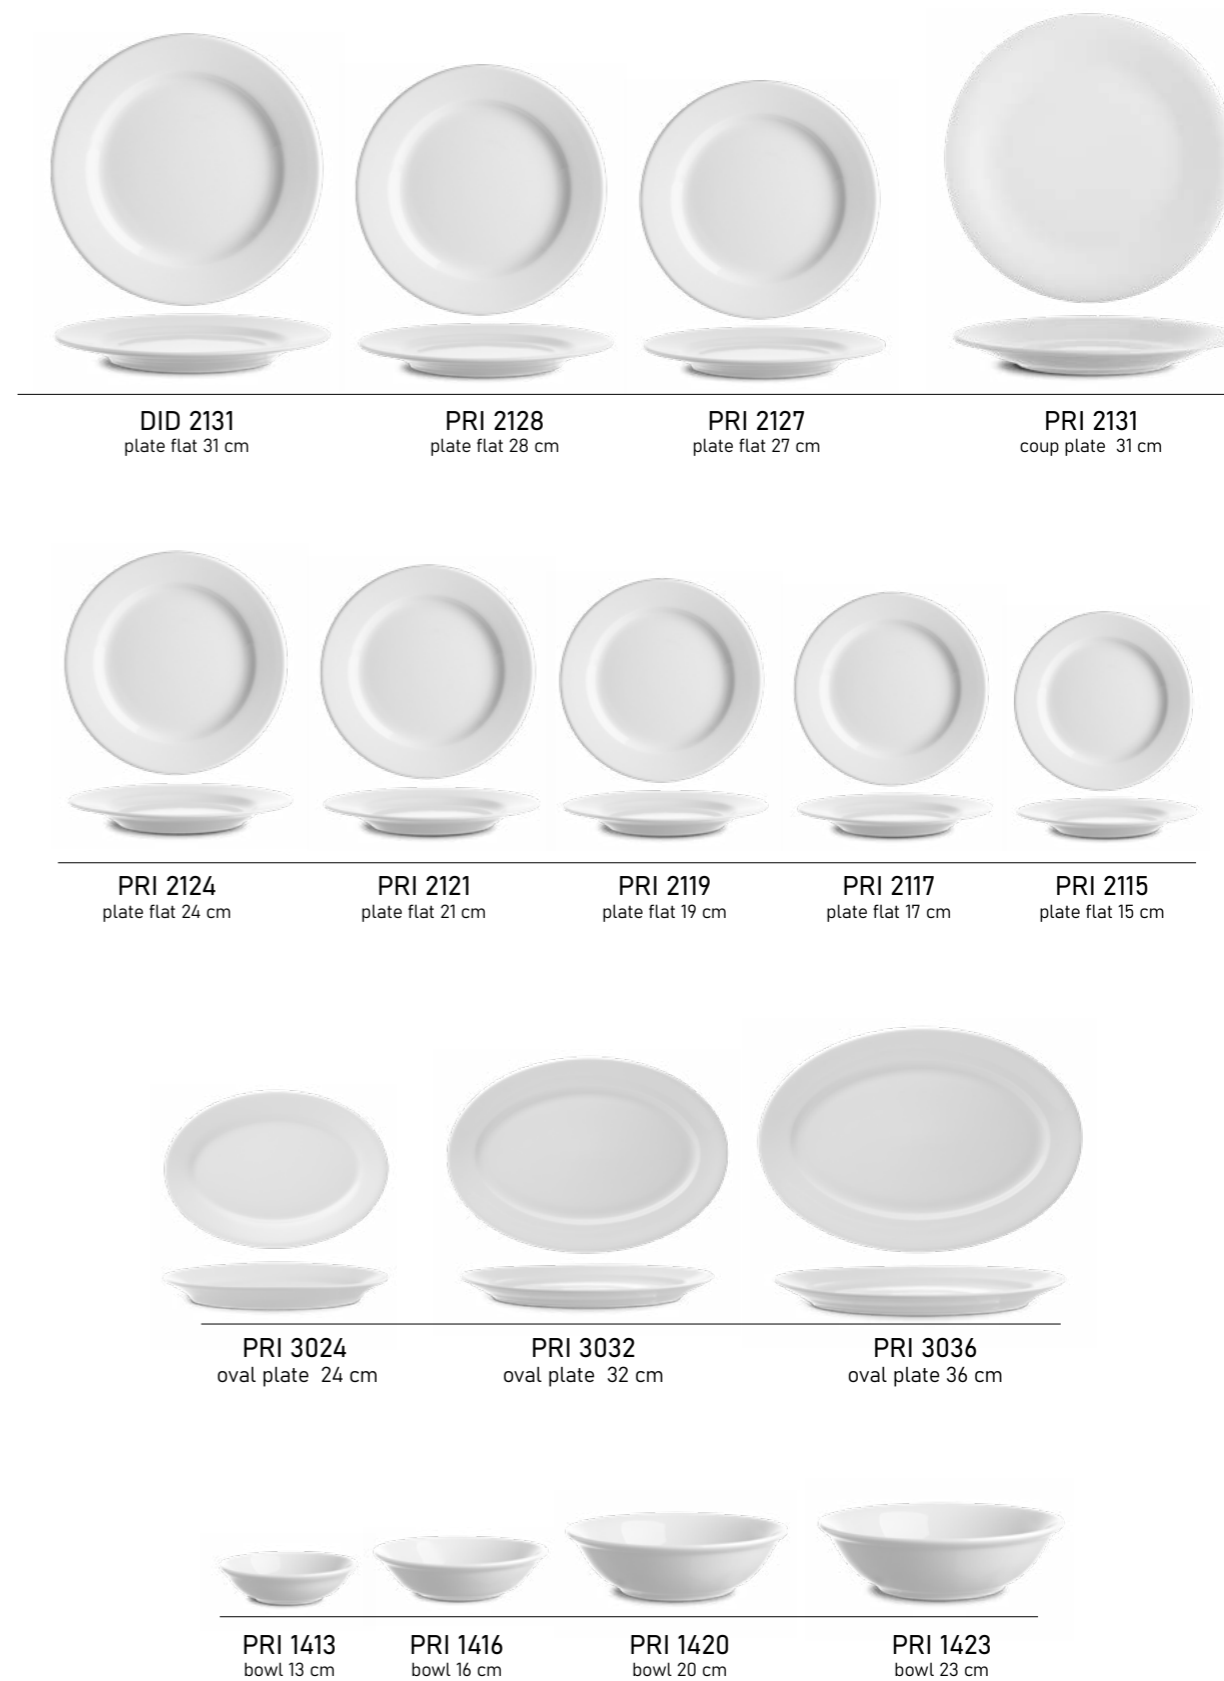 DID 2131 PRI 2128 PRI 2127 PRI 2131
plate flat 31 cm plate flat 28 cm plate flat 27 cm coup plate 31 cm
PRI 2124 PRI 2121 PRI 2119 PRI 2117 PRI 2115
plate flat 24 cm plate flat 21 cm plate flat 19 cm plate flat 17 cm plate flat 15 cm
PRI 3024 PRI 3032 PRI 3036
oval plate 24 cm oval plate 32 cm oval plate 36 cm
PRI 1413 PRI 1416 PRI 1420 PRI 1423
bowl 13 cm bowl 16 cm bowl 20 cm bowl 23 cm